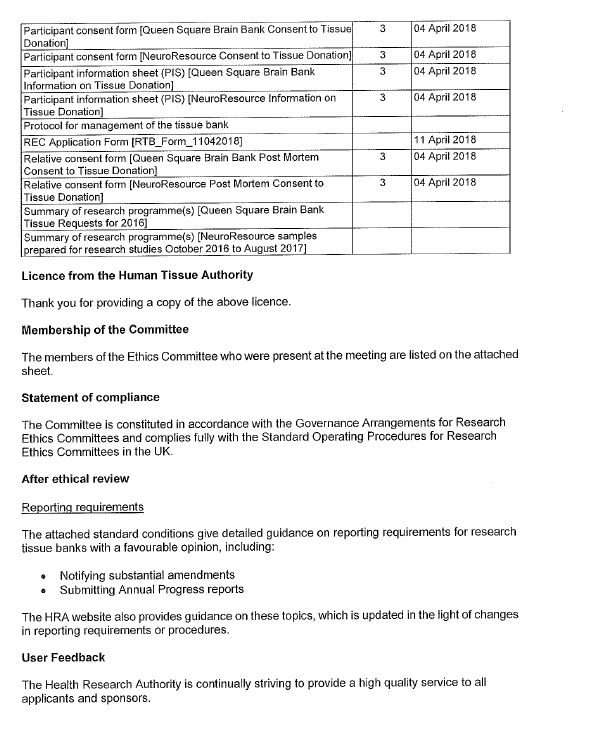 Participant consent form [Queen Square Brain Bank Consent to Tissue 3 04 April 2018
Donation]
Participant consent form [NeuroResource Consent to Tissue Donation] 3 04 April 2018
Participant information sheet (PIS) [Queen Square Brain Bank 3 04 April 2018
Information on Tissue Donation]
Participant information sheet (PIS) [NeuroResource Information on 3 04 April 2018
Tissue Donation]
Protocol for management of the tissue bank
REC Application Form [RTB_Form_11042018] 11 April 2018
Relative consent form [Queen Square Brain Bank Post Mortem 3 04 April 2018
Consent to Tissue Donation]
Relative consent form [NeuroResource Post Mortem Consent to 3 04 April 2018
Tissue Donation]
Summary of research programme(s) [Queen Square Brain Bank
Tissue Requests for 2016]
Summary of research programme(s) [NeuroResource samples
prepared for research studies October 2016 to August 2017]
Licence from the Human Tissue Authority
Thank you for providing a copy of the above licence.
Membership of the Committee
The members of the Ethics Committee who were present at the meeting are listed on the attached
sheet.
Statement of compliance
The Committee is constituted in accordance with the Governance Arrangements for Research
Ethics Committees and complies fully with the Standard Operating Procedures for Research
Ethics Committees in the UK.
After ethical review
Reporting requirements
The attached standard conditions give detailed guidance on reporting requirements for research
tissue banks with a favourable opinion, including:
• Notifying substantial amendments
• Submitting Annual Progress reports
The HRA website also provides guidance on these topics, which is updated in the light of changes
in reporting requirements or procedures.
User Feedback
The Health Research Authority is continually striving to provide a high quality service to all
applicants and sponsors.